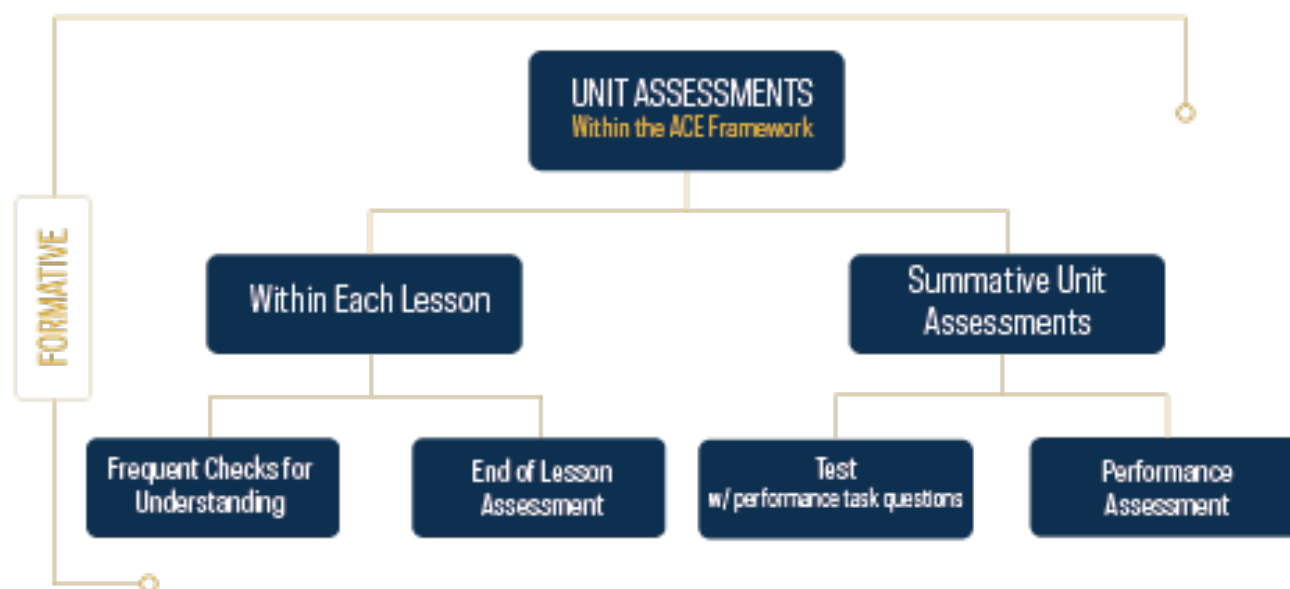 UNIT ASSESSMENTS
Within the ACE Framework
FORMATIVE
Within Each Lesson
Summative Unit
Assessments
Frequent Checks for
Understanding
End of Lesson
Assessment
Test
w/ performance task questions
Performance
Assessment